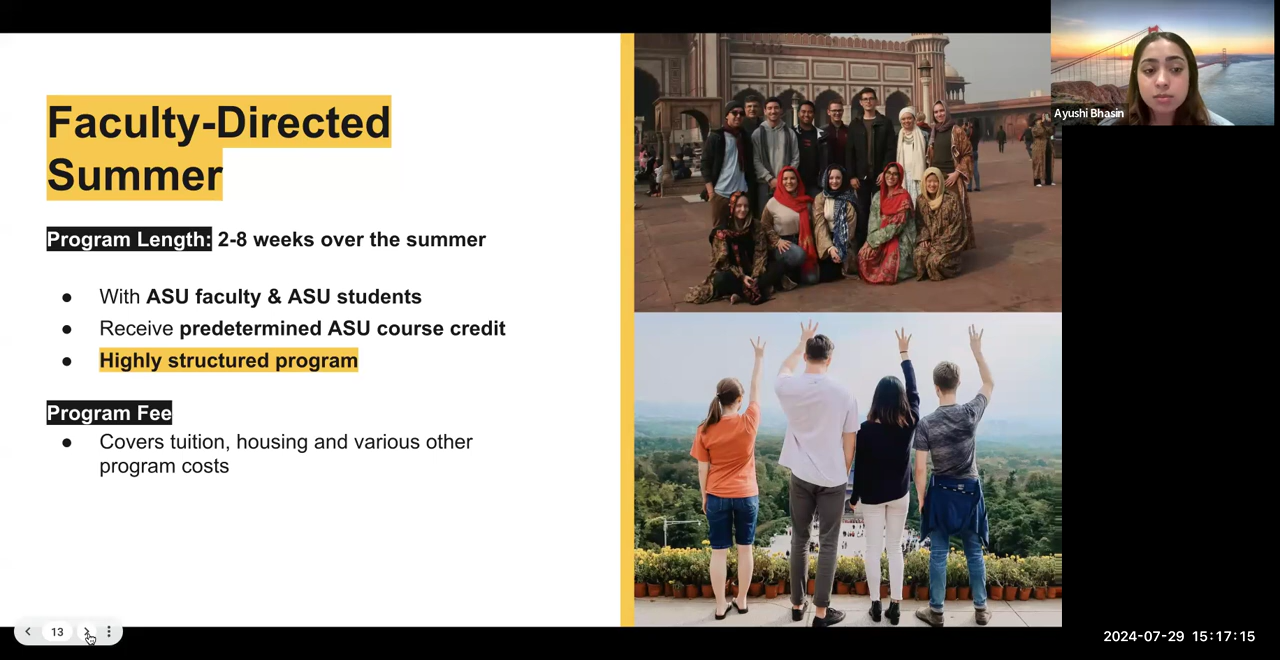 Faculty-Directed
Summer
Program Length: 2-8 weeks over the summer
● With ASU faculty & ASU students
● Receive predetermined ASU course credit
● Highly structured program
Program Fee
● Covers tuition, housing and various other
program costs
Ayushi Bhasin
13
2024-07-29 15:17:15